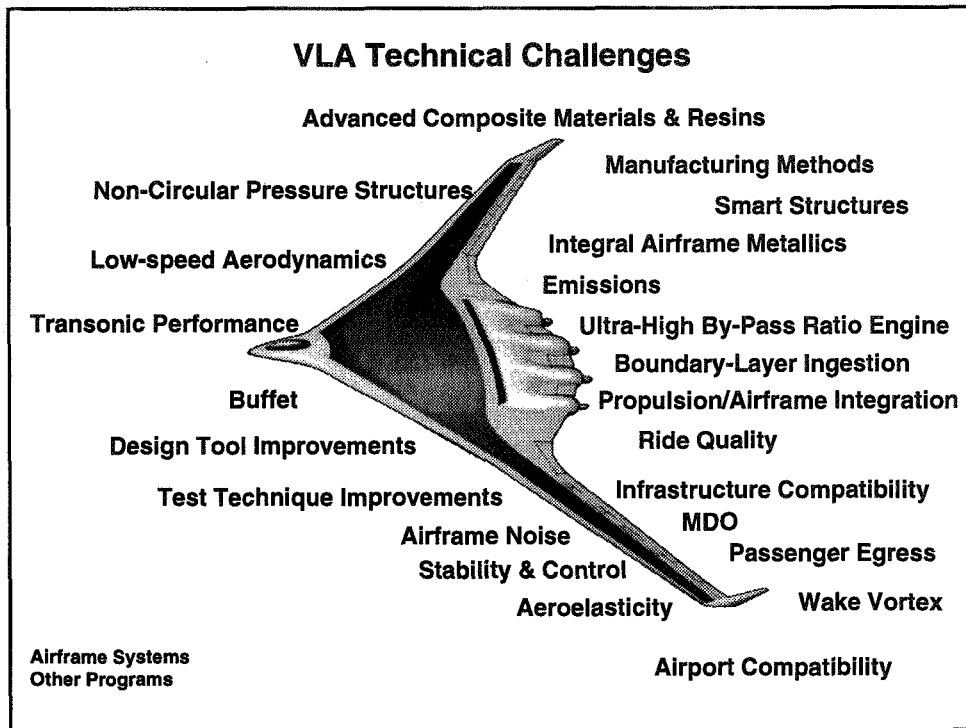 VLA Technical Challenges
Advanced Composite Materials & Resins
Manufacturing Methods
Non-Circular Pressure Structures
Smart Structures
Integral Airframe Metallics
Low-speed Aerodynamics
Emissions
Transonic Performance
Ultra-High By-Pass Ratio Engine
Boundary-Layer Ingestion
Buffet
Propulsion/Airframe Integration
Design Tool Improvements
Ride Quality
Test Technique Improvements
Infrastructure Compatibility
MDO
Airframe Noise
Passenger Egress
Stability & Control
Aeroelasticity
Wake Vortex
Airframe Systems
Other Programs
Airport Compatibility